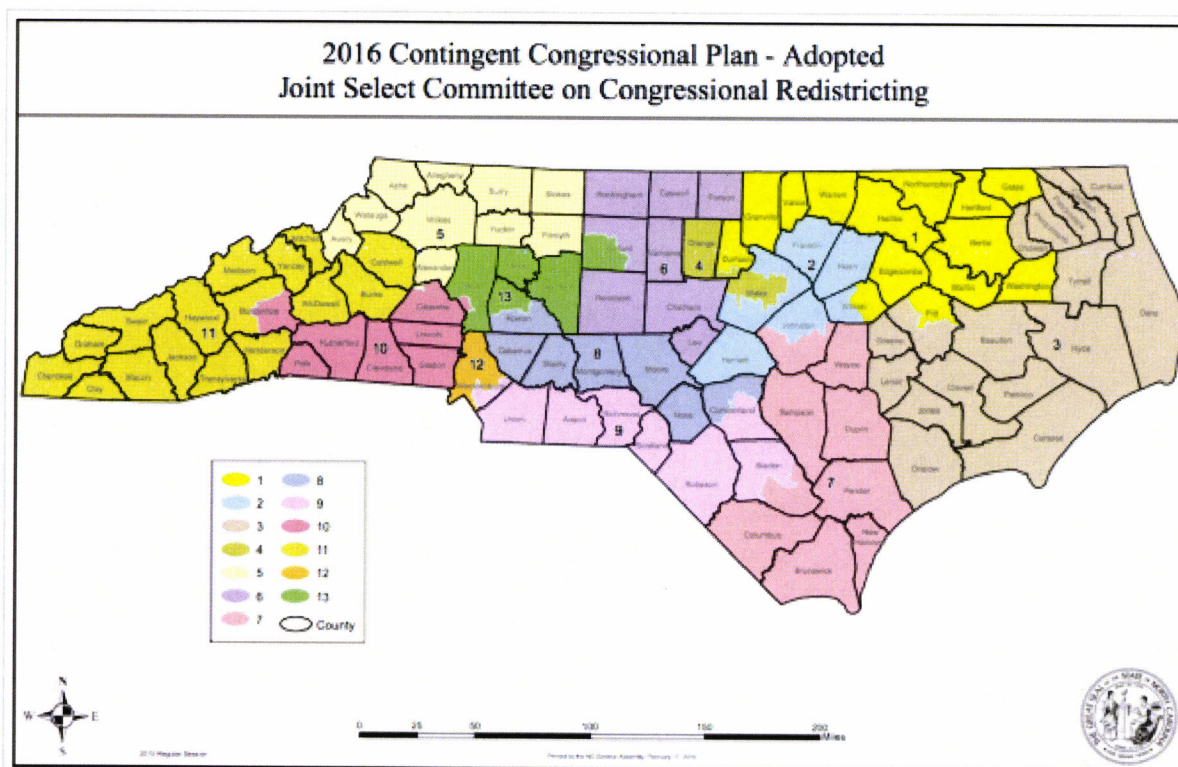 2016 Contingent Congressional Plan - Adopted
Joint Select Committee on Congressional Redistricting
Ashe
Alleghany
Surry
Stokes
Rockingham
Caswell
Person
Granville
Vance
Warren
Northampton
Gates
Currituck
Watauga
Wilkes
Yadkin
Forsyth
Orange
Durham
Franklin
Halifax
Hertford
Bertie
Chowan
Avery
5
6
4
2
1
Mitchell
Madison
Yancey
Caldwell
Alexander
Nash
Edgecombe
Martin
Washington
Tyrrell
Dare
Burke
McDowell
Buncombe
Haywood
Swain
Graham
Cherokee
Clay
Macon
Jackson
Transylvania
Henderson
11
Rutherford
Polk
Cleveland
Lincoln
Gaston
10
Catawba
13
Rowan
Chatham
Wake
Wilson
Pitt
Beaufort
Hyde
3
Lee
Harnett
Johnston
Wayne
Greene
Lenoir
Craven
Pamlico
Jones
Carteret
Onslow
12
Cabarrus
Stanly
8
Montgomery
Moore
Hoke
Cumberland
Sampson
Duplin
Union
Anson
Richmond
9
Scotland
Robeson
Bladen
7
Pender
Columbus
Brunswick
New Hanover
1
2
3
4
5
6
7
8
9
10
11
12
13
County
N
W
E
S
0
25
50
100
150
200
Miles